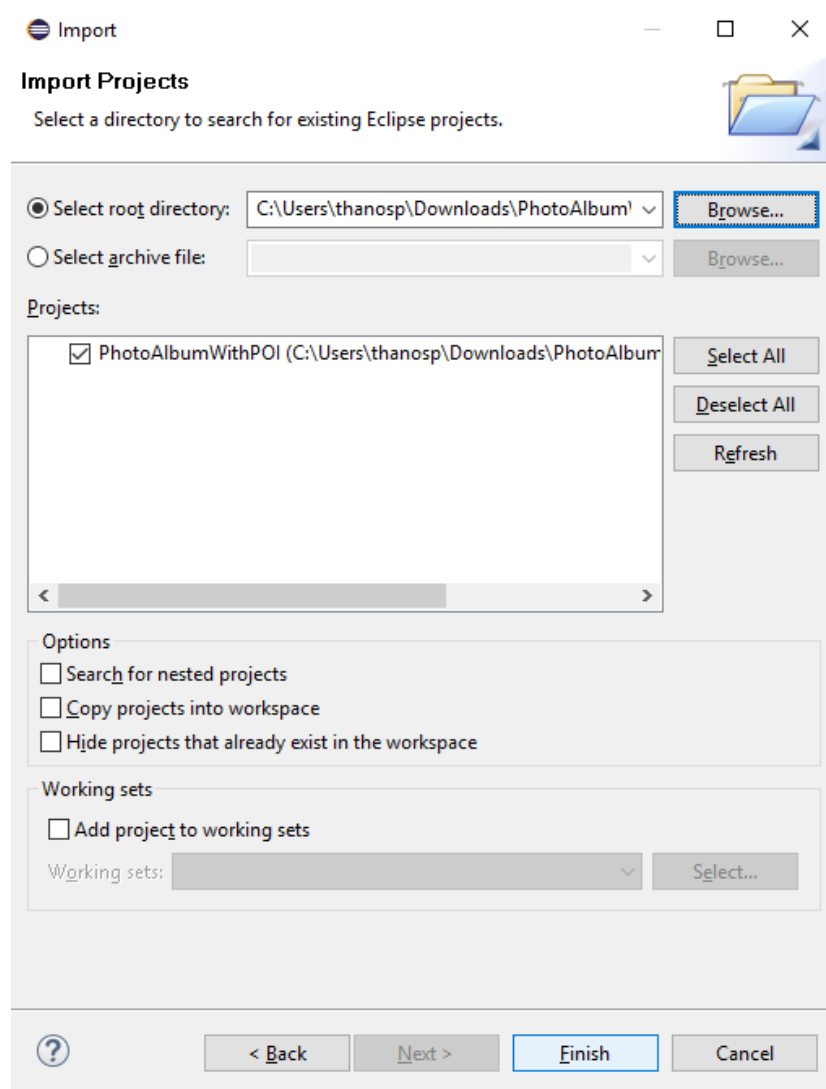 Import
Import Projects
Select a directory to search for existing Eclipse projects.
Select root directory: C:\Users\thanosp\Downloads\PhotoAlbum\ Browse...
Select archive file: Browse...
Projects:
PhotoAlbumWithPOI (C:\Users\thanosp\Downloads\PhotoAlbum
Select All
Deselect All
Refresh
Options
Search for nested projects
Copy projects into workspace
Hide projects that already exist in the workspace
Working sets
Add project to working sets
Working sets: Select...
? < Back Next > Finish Cancel